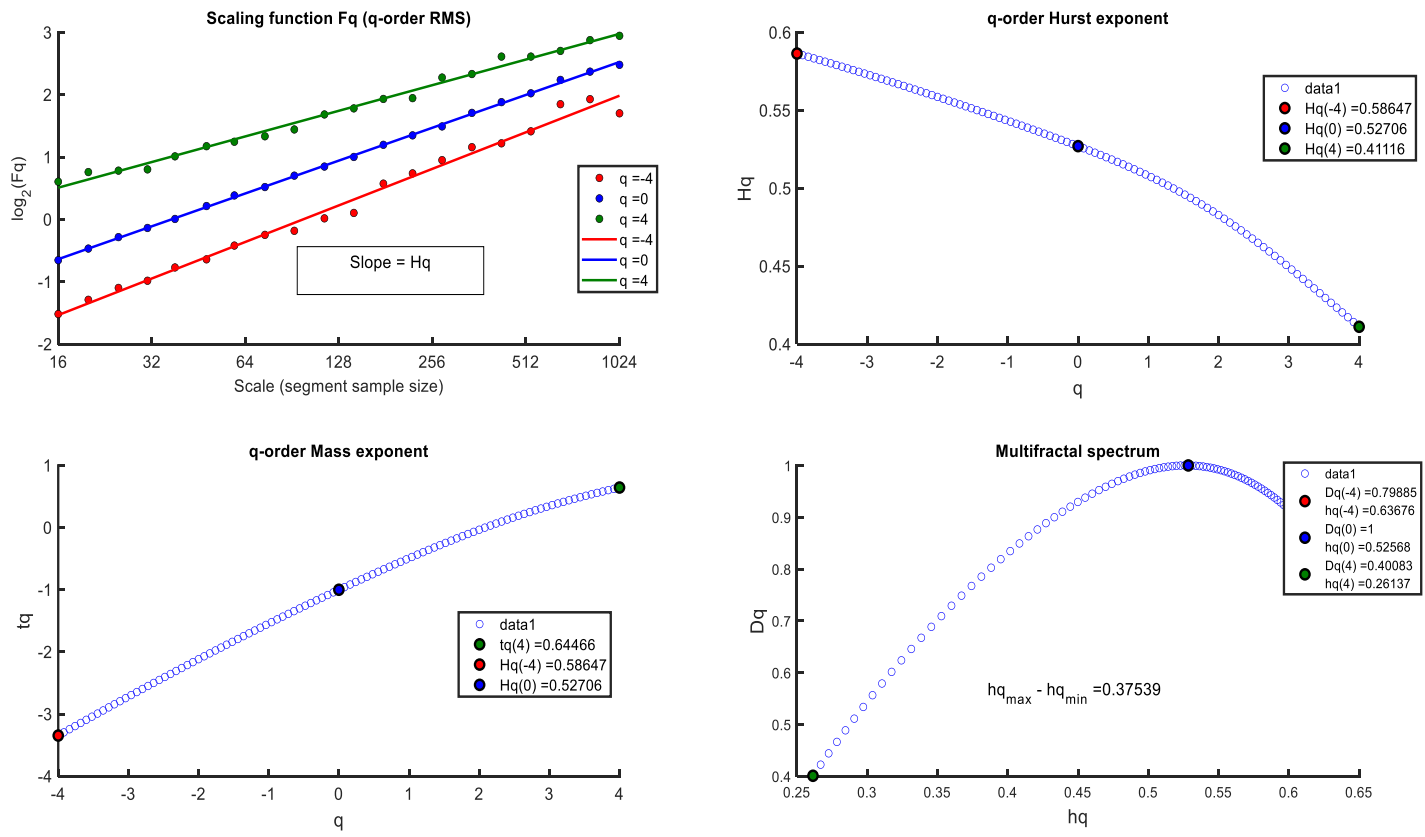 Scaling function Fq (q-order RMS)
3
2
1
0
-1
-2
log2(Fq)
16 32 64 128 256 512 1024
Scale (segment sample size)
Slope = Hq
q =-4
q =0
q =4
q =-4
q =0
q =4
q-order Hurst exponent
0.6
0.55
0.5
0.45
0.4
Hq
-4 -3 -2 -1 0 1 2 3 4
q
data1
Hq(-4) =0.58647
Hq(0) =0.52706
Hq(4) =0.41116
q-order Mass exponent
1
0
-1
-2
-3
-4
tq
-4 -3 -2 -1 0 1 2 3 4
q
data1
tq(4) =0.64466
Hq(-4) =0.58647
Hq(0) =0.52706
Multifractal spectrum
1
0.9
0.8
0.7
0.6
0.5
0.4
Dq
0.25 0.3 0.35 0.4 0.45 0.5 0.55 0.6 0.65
hq
hqmax - hqmin =0.37539
data1
Dq(-4) =0.79885
hq(-4) =0.63676
Dq(0) =1
hq(0) =0.52568
Dq(4) =0.40083
hq(4) =0.26137